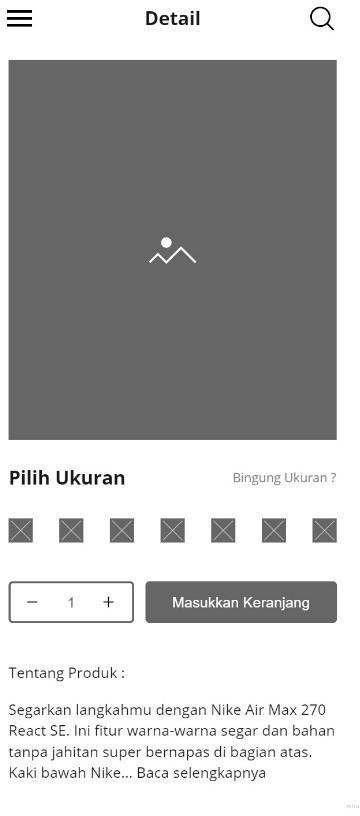 Detail
Pilih Ukuran
Bingung Ukuran ?
1
Masukkan Keranjang
Tentang Produk :
Segarkan langkahmu dengan Nike Air Max 270
React SE. Ini fitur warna-warna segar dan bahan
tanpa jahitan super bernapas di bagian atas.
Kaki bawah Nike... Baca selengkapnya